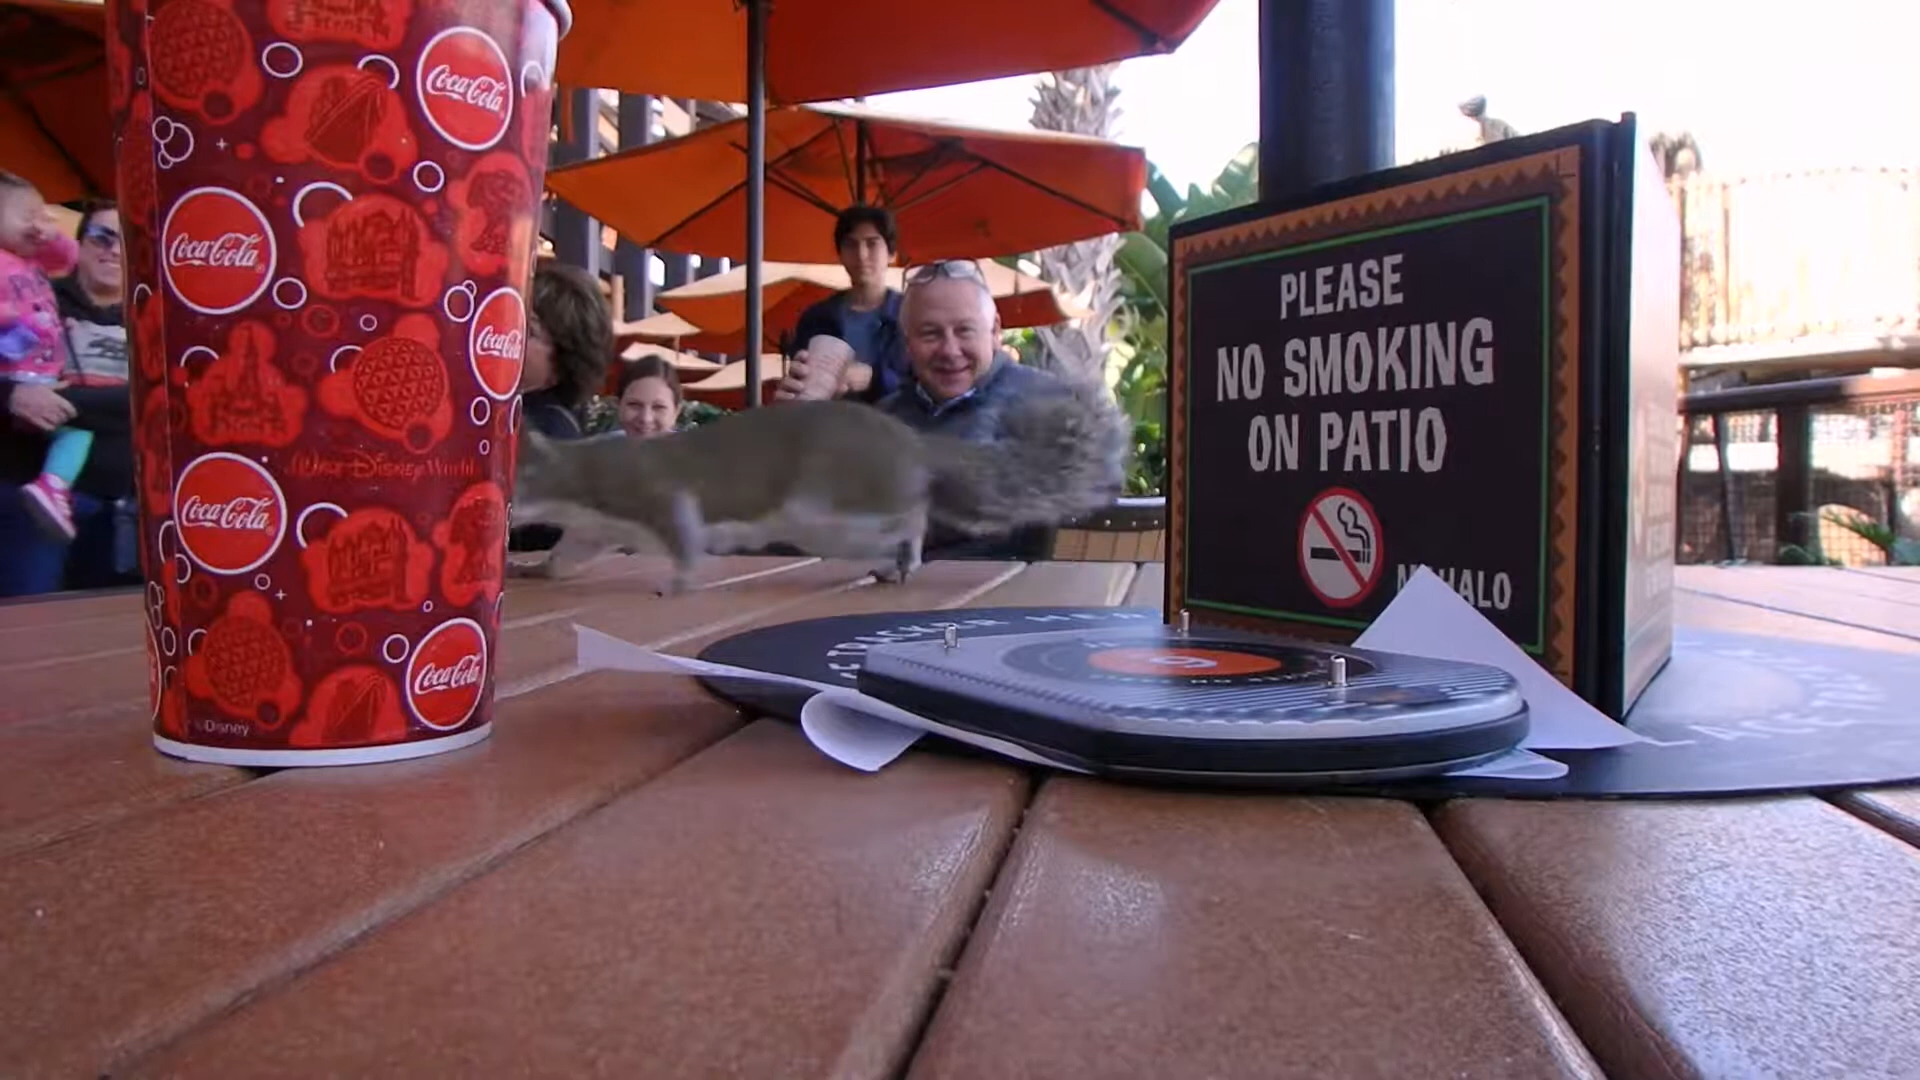 Coca-Cola
Coca-Cola
Coca-Cola
Walt Disney World
Coca-Cola
Coca-Cola
©Disney
PLEASE
NO SMOKING
ON PATIO